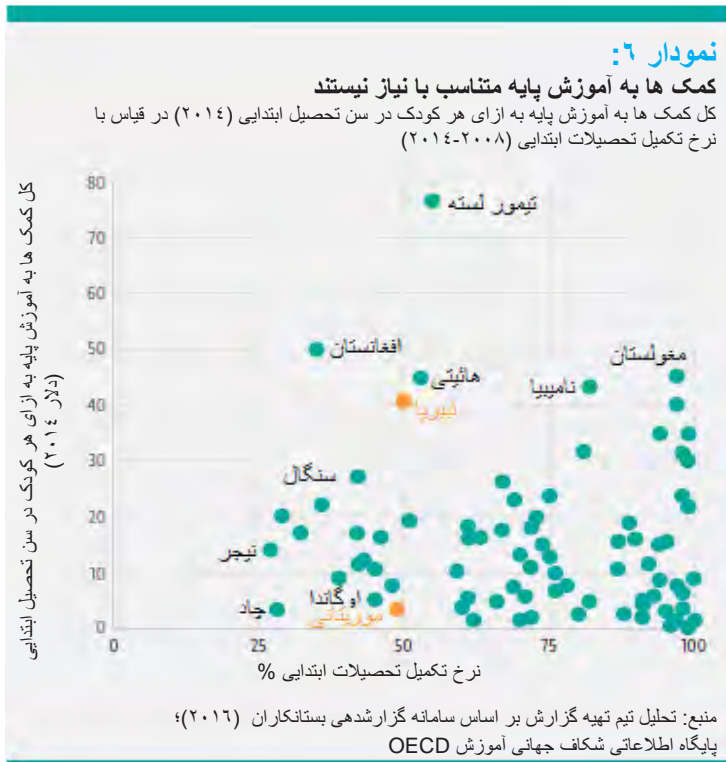 نمودار ٦:
کمک ها به آموزش پایه متناسب با نیاز نیستند
کل کمک ها به آموزش پایه به ازای هر کودک در سن تحصیل ابتدایی (٢٠١٤) در قیاس با
نرخ تکمیل تحصیلات ابتدایی (٢٠٠٨-٢٠١٤)
کل کمک ها به آموزش پایه به ازای هر کودک در سن تحصیل ابتدایی
(دلار ٢٠١٤)
80
70
60
50
40
30
20
10
0
تیمور لسته
افغانستان
مغولستان
هائیتی
نامیبیا
لیبریا
سنگال
نیجر
اوگاندا
چاد
موریتانی
0 25 50 75 100
نرخ تکمیل تحصیلات ابتدایی %
منبع: تحلیل تیم تهیه گزارش بر اساس سامانه گزارشدهی بستانکاران (٢٠١٦)؛
پایگاه اطلاعاتی شکاف جهانی آموزش OECD